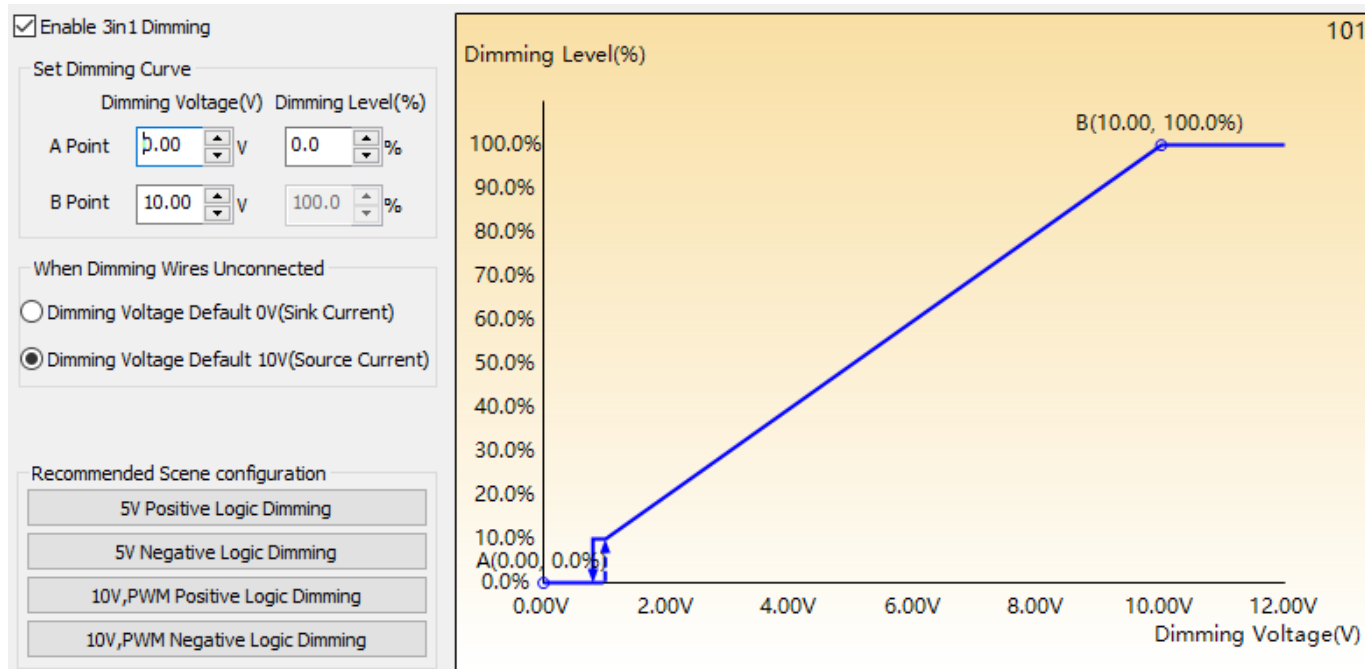 Enable 3in1 Dimming
Set Dimming Curve
Dimming Voltage(V) Dimming Level(%)
A Point 0.00 V 0.0 %
B Point 10.00 V 100.0 %
When Dimming Wires Unconnected
Dimming Voltage Default 0V(Sink Current)
Dimming Voltage Default 10V(Source Current)
Recommended Scene configuration
5V Positive Logic Dimming
5V Negative Logic Dimming
10V,PWM Positive Logic Dimming
10V,PWM Negative Logic Dimming
101
Dimming Level(%)
B(10.00, 100.0%)
100.0%
90.0%
80.0%
70.0%
60.0%
50.0%
40.0%
30.0%
20.0%
10.0%
A(0.00, 0.0%)
0.0%
0.00V 2.00V 4.00V 6.00V 8.00V 10.00V 12.00V
Dimming Voltage(V)